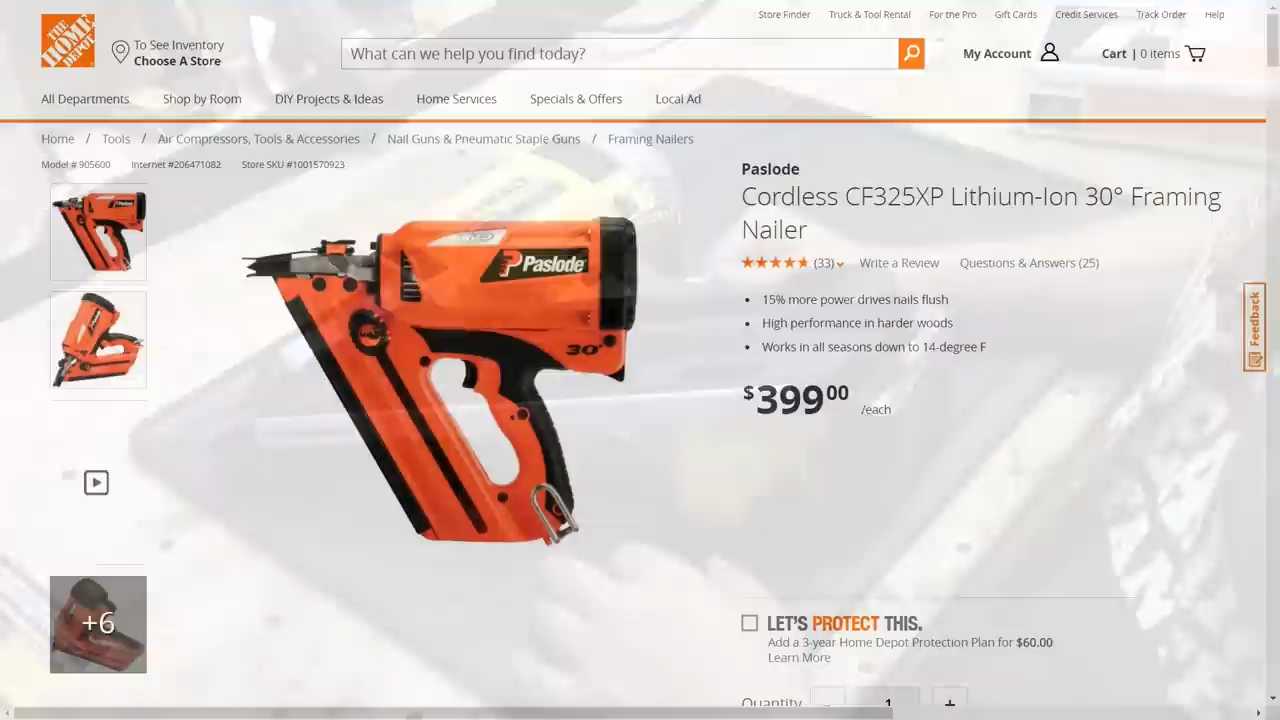 Store Finder Truck & Tool Rental For the Pro Gift Cards Credit Services Track Order Help
THE HOME DEPOT
To See Inventory
Choose A Store
What can we help you find today?
My Account
Cart | 0 items
All Departments Shop by Room DIY Projects & Ideas Home Services Specials & Offers Local Ad
Home / Tools / Air Compressors, Tools & Accessories / Nail Guns & Pneumatic Staple Guns / Framing Nailers
Model # 905600 Internet #206471082 Store SKU #1001570923
Paslode
Cordless CF325XP Lithium-Ion 30° Framing
Nailer
(33) Write a Review Questions & Answers (25)
• 15% more power drives nails flush
• High performance in harder woods
• Works in all seasons down to 14-degree F
$399 00 /each
Paslode
30°
Feedback
+6
LET'S PROTECT THIS.
Add a 3-year Home Depot Protection Plan for $60.00
Learn More
Quantity - 1 +